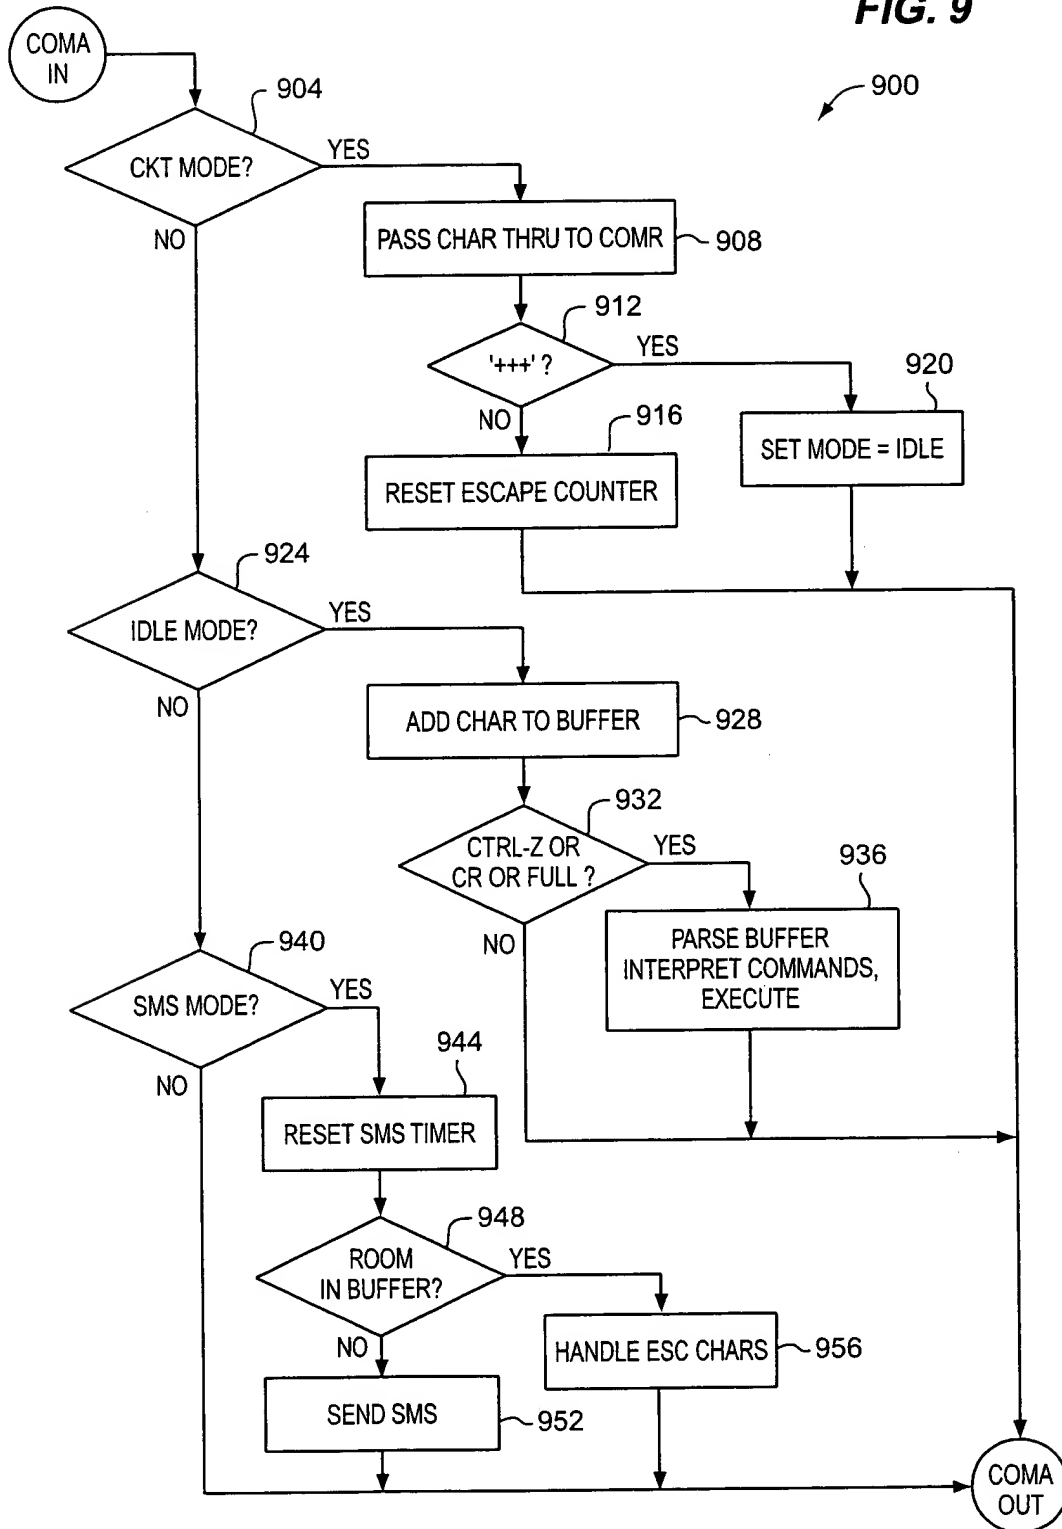 FIG. 9
COMA
IN
900
904
CKT MODE?
YES
NO
PASS CHAR THRU TO COMR
908
912
'+++' ?
YES
NO
916
920
RESET ESCAPE COUNTER
SET MODE = IDLE
924
IDLE MODE?
YES
NO
ADD CHAR TO BUFFER
928
932
CTRL-Z OR
CR OR FULL ?
YES
NO
936
PARSE BUFFER
INTERPRET COMMANDS,
EXECUTE
940
SMS MODE?
YES
NO
944
RESET SMS TIMER
948
ROOM
IN BUFFER?
YES
NO
HANDLE ESC CHARS
956
SEND SMS
952
COMA
OUT